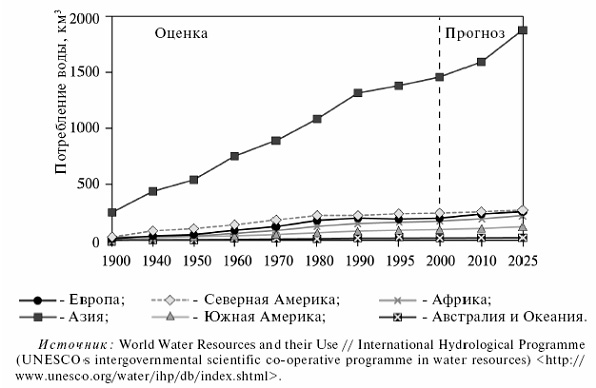 Потребление воды, км³
2000
1500
1000
500
0
Оценка
Прогноз
1900 1940 1950 1960 1970 1980 1990 1995 2000 2010 2025
- Европа; - Северная Америка; - Африка;
- Азия; - Южная Америка; - Австралия и Океания.
Источник: World Water Resources and their Use // International Hydrological Programme
(UNESCO·s intergovernmental scientific co-operative programme in water resources) <http://
www.unesco.org/water/ihp/db/index.shtml>.